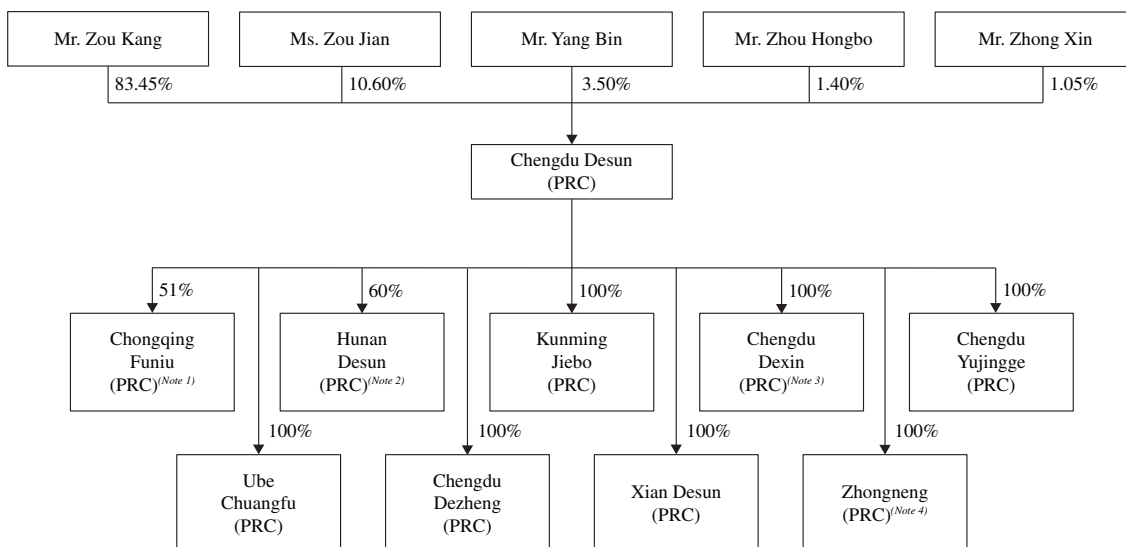 Mr. Zou Kang
Ms. Zou Jian
Mr. Yang Bin
Mr. Zhou Hongbo
Mr. Zhong Xin
83.45%
10.60%
3.50%
1.40%
1.05%
Chengdu Desun
(PRC)
51%
60%
100%
100%
100%
Chongqing
Funiu
(PRC)(Note 1)
Hunan
Desun
(PRC)(Note 2)
Kunming
Jiebo
(PRC)
Chengdu
Dexin
(PRC)(Note 3)
Chengdu
Yujingge
(PRC)
100%
100%
100%
100%
Ube
Chuangfu
(PRC)
Chengdu
Dezheng
(PRC)
Xian Desun
(PRC)
Zhongneng
(PRC)(Note 4)